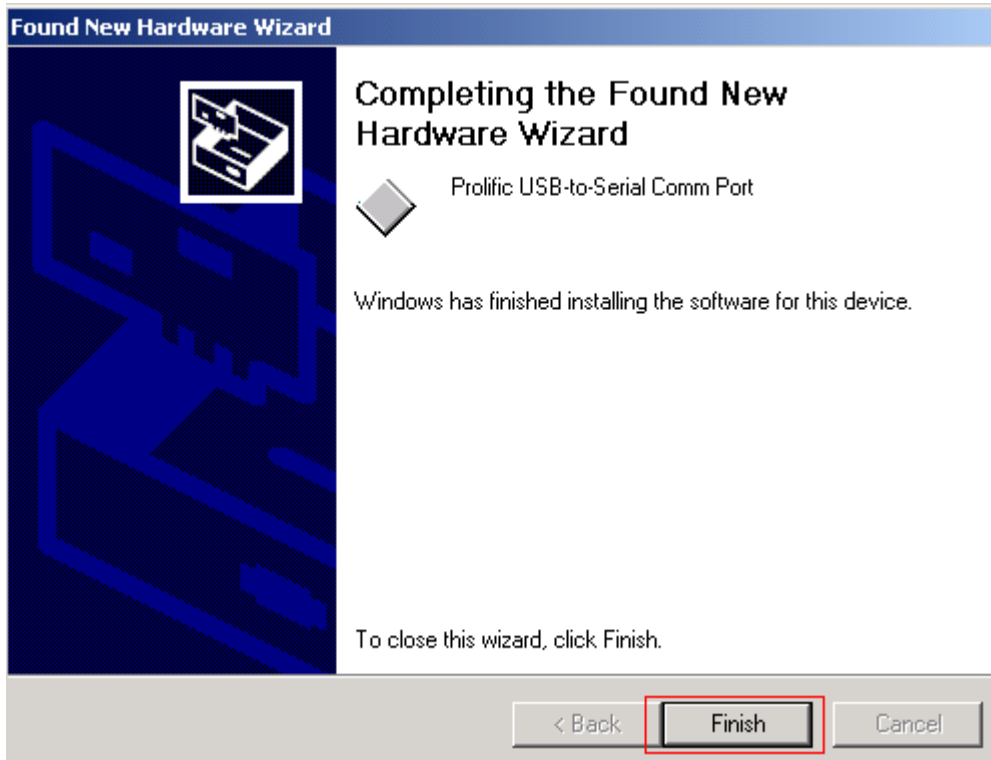 Found New Hardware Wizard
Completing the Found New
Hardware Wizard
Prolific USB-to-Serial Comm Port
Windows has finished installing the software for this device.
To close this wizard, click Finish.
< Back
Finish
Cancel